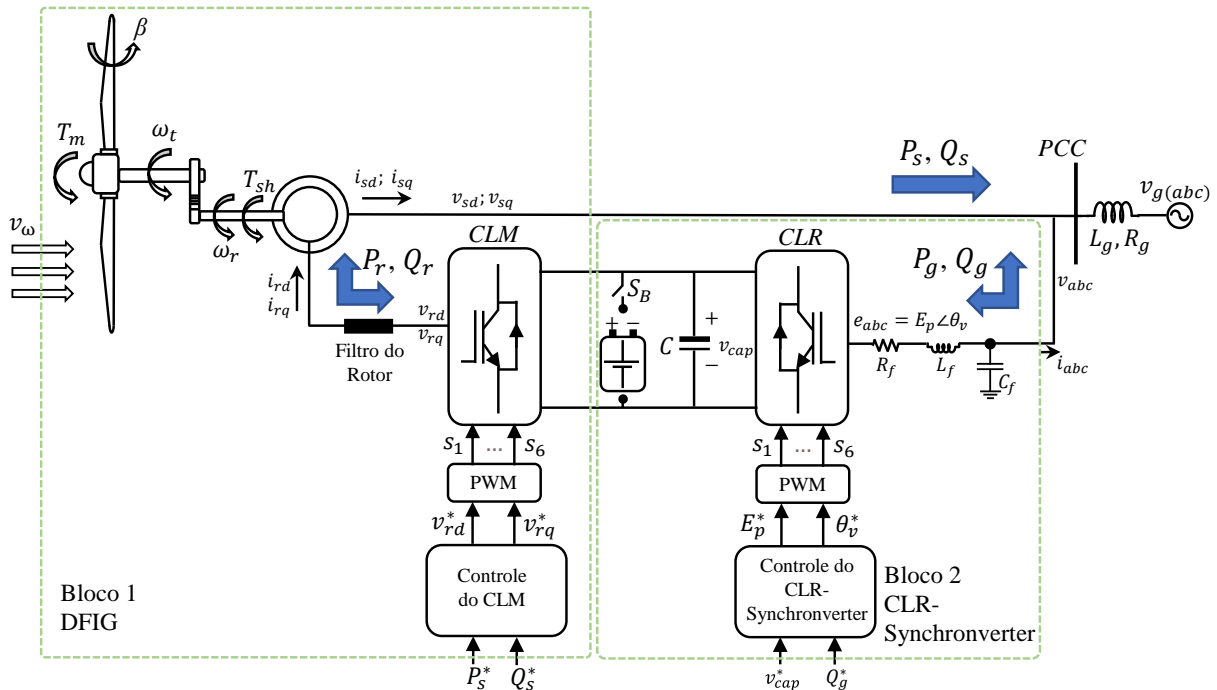 β
T_m
ω_t
T_sh
i_sd; i_sq
v_sd; v_sq
P_s, Q_s
PCC
v_g(abc)
L_g, R_g
v_ω
ω_r
i_rd
i_rq
P_r, Q_r
CLM
v_rd
v_rq
Filtro do
Rotor
S_B
+ −
C
+
v_cap
−
CLR
P_g, Q_g
v_abc
e_abc = E_p∠θ_v
R_f
L_f
C_f
i_abc
s_1 ... s_6
PWM
v*_rd v*_rq
Controle
do CLM
P*_s Q*_s
s_1 ... s_6
PWM
E*_p θ*_v
Controle do
CLR-
Synchronverter
v*_cap Q*_g
Bloco 1
DFIG
Bloco 2
CLR-
Synchronverter